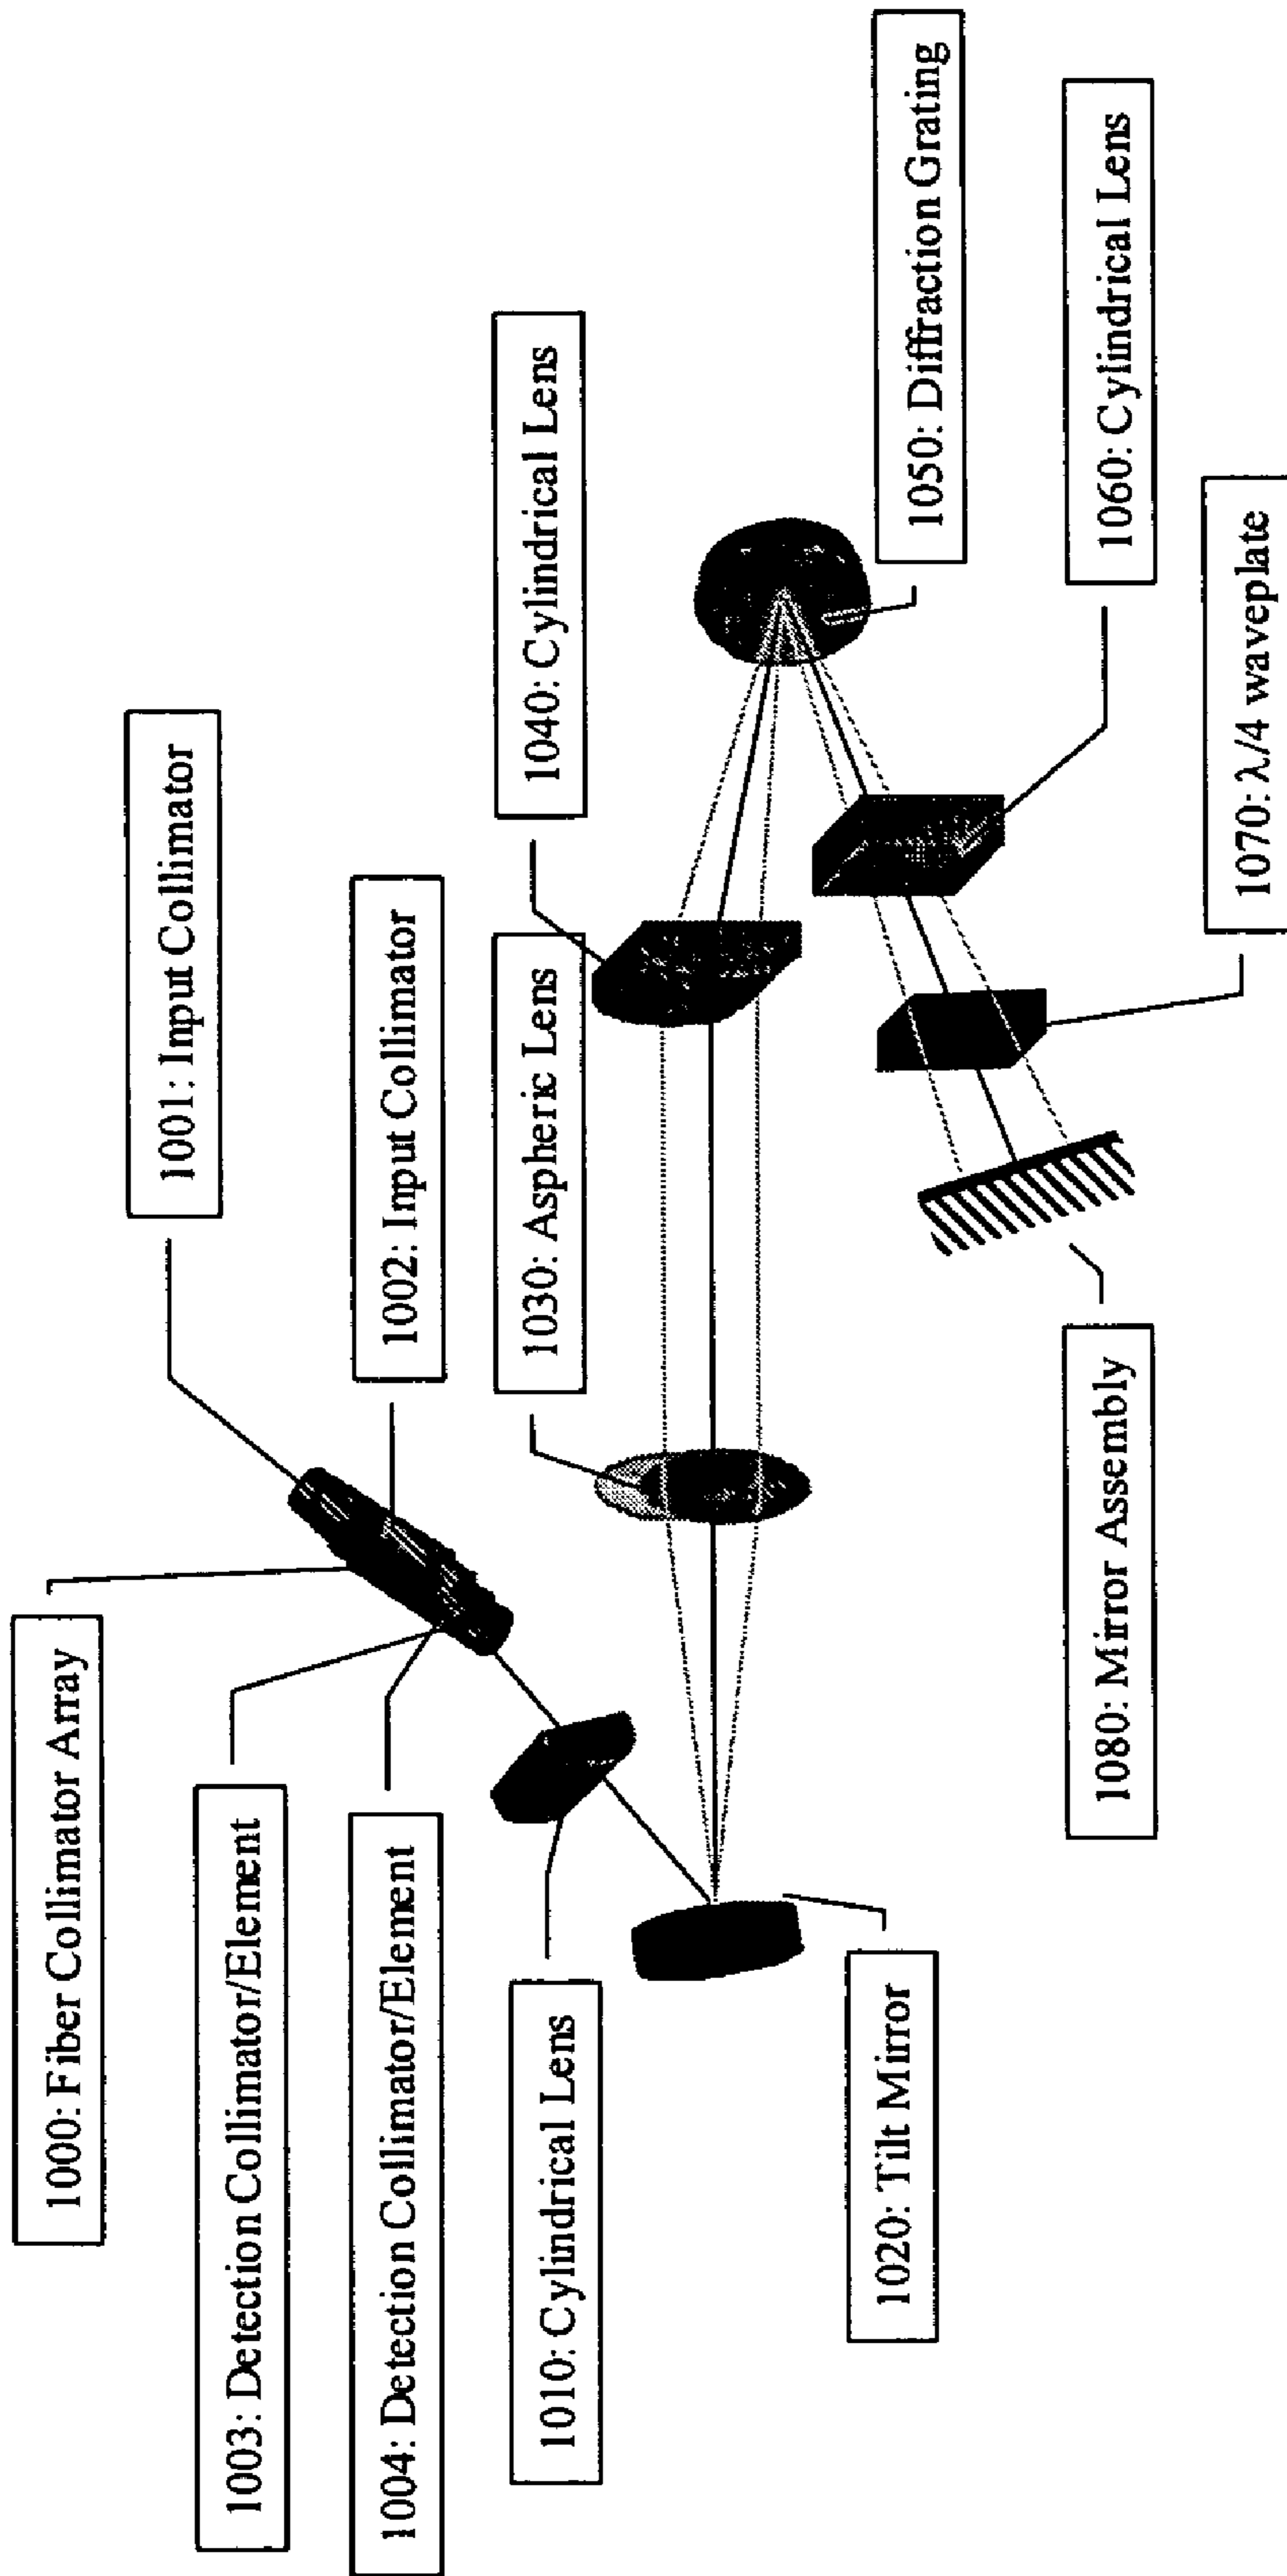 1000: Fiber Collimator Array
1001: Input Collimator
1003: Detection Collimator/Element
1002: Input Collimator
1004: Detection Collimator/Element
1030: Aspheric Lens
1040: Cylindrical Lens
1010: Cylindrical Lens
1020: Tilt Mirror
1050: Diffraction Grating
1080: Mirror Assembly
1060: Cylindrical Lens
1070: λ/4 waveplate